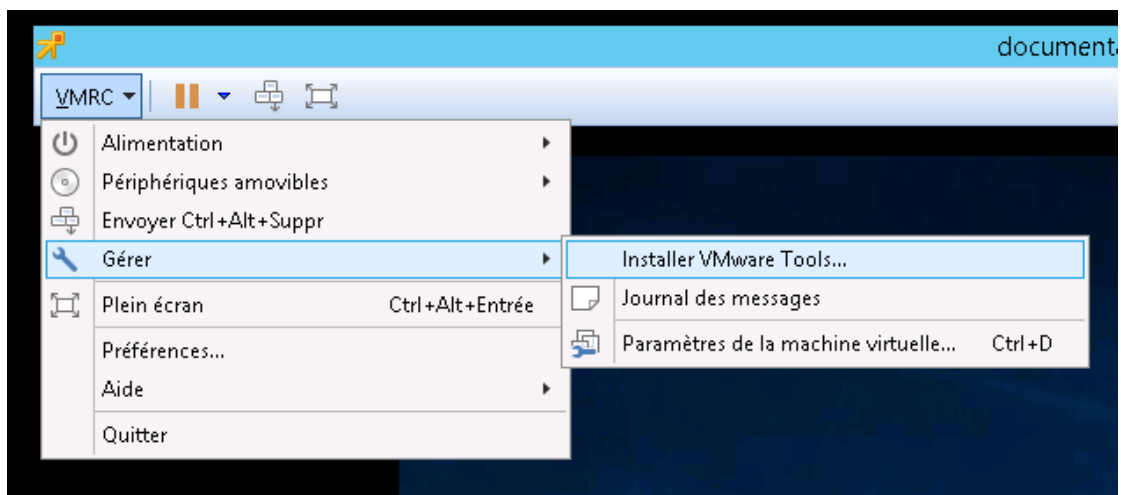 documenta
VMRC
Alimentation
Périphériques amovibles
Envoyer Ctrl+Alt+Suppr
Gérer
Installer VMware Tools...
Plein écran Ctrl+Alt+Entrée
Journal des messages
Préférences...
Paramètres de la machine virtuelle... Ctrl+D
Aide
Quitter